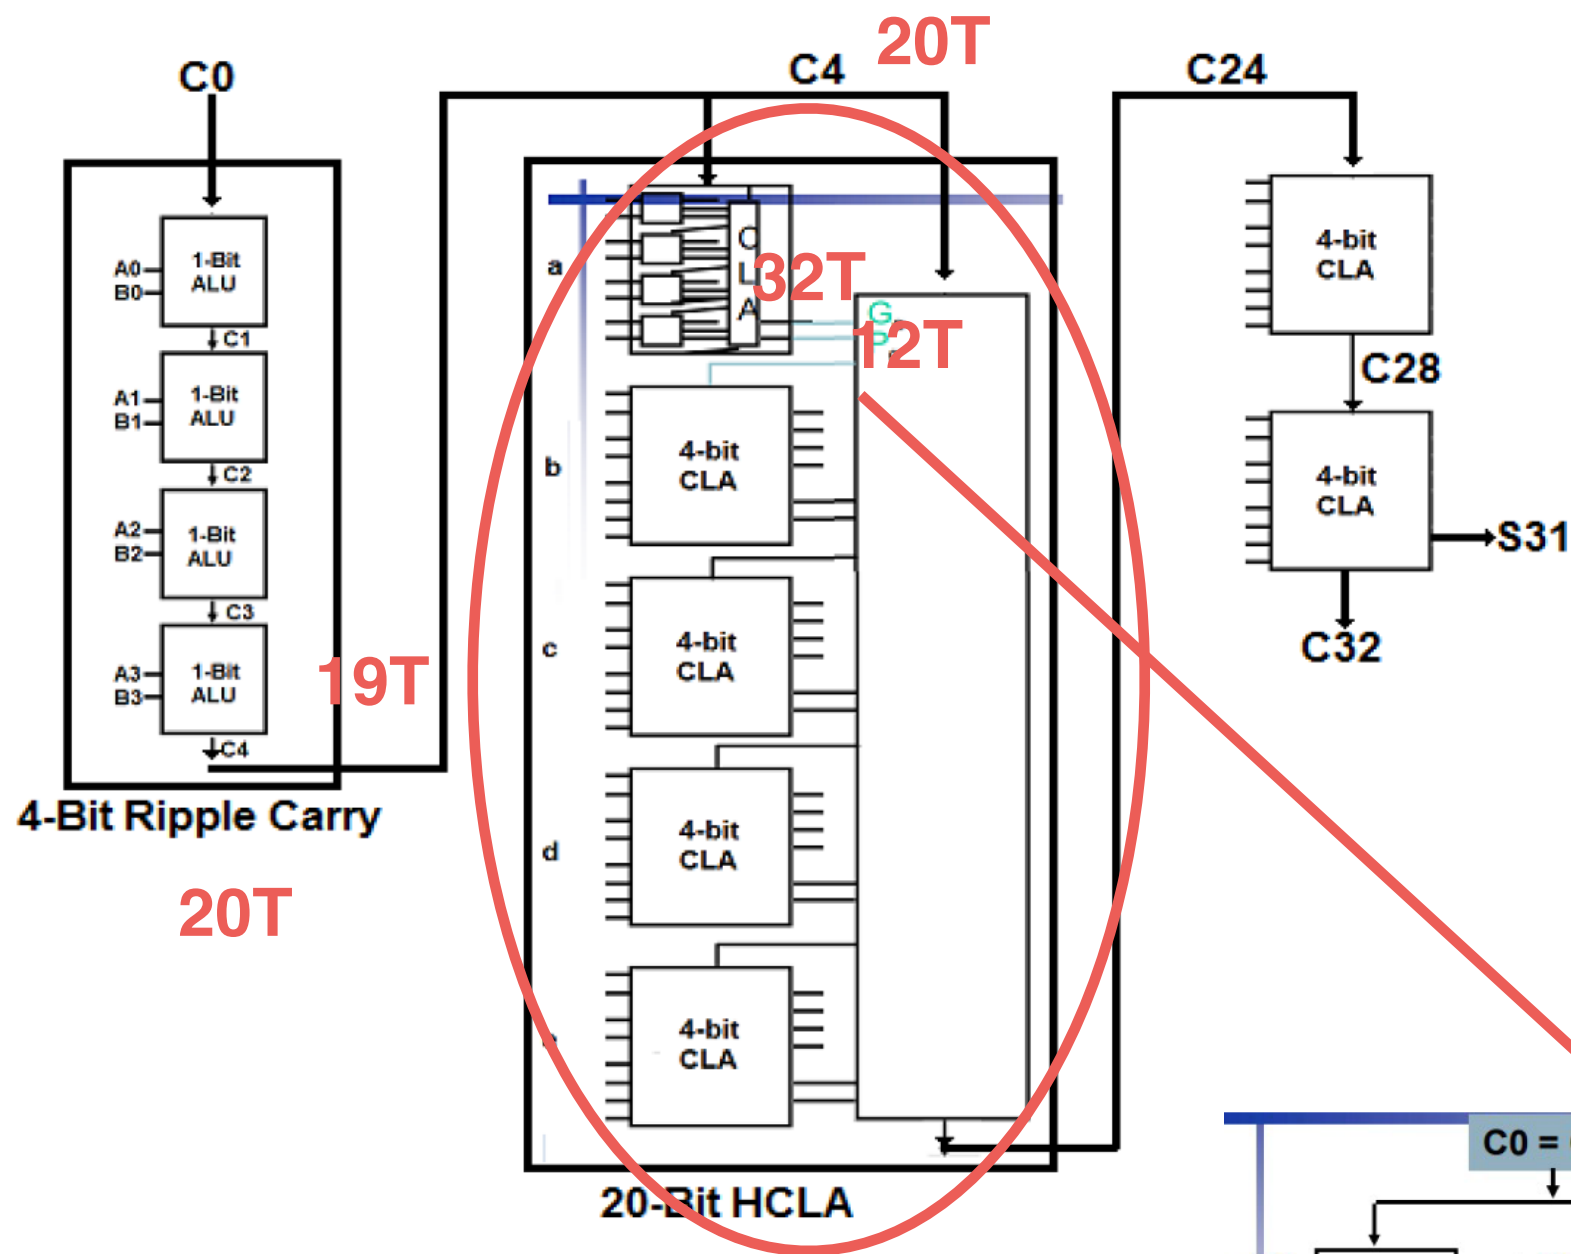 C0
1-Bit
ALU
A0
B0
C1
1-Bit
ALU
A1
B1
C2
1-Bit
ALU
A2
B2
C3
1-Bit
ALU
A3
B3
C4
19T
4-Bit Ripple Carry
20T
C4
20T
a
C
L
A
32T
G
12T
b
4-bit
CLA
c
4-bit
CLA
d
4-bit
CLA
4-bit
CLA
20-Bit HCLA
C24
4-bit
CLA
C28
4-bit
CLA
S31
C32
C0 =